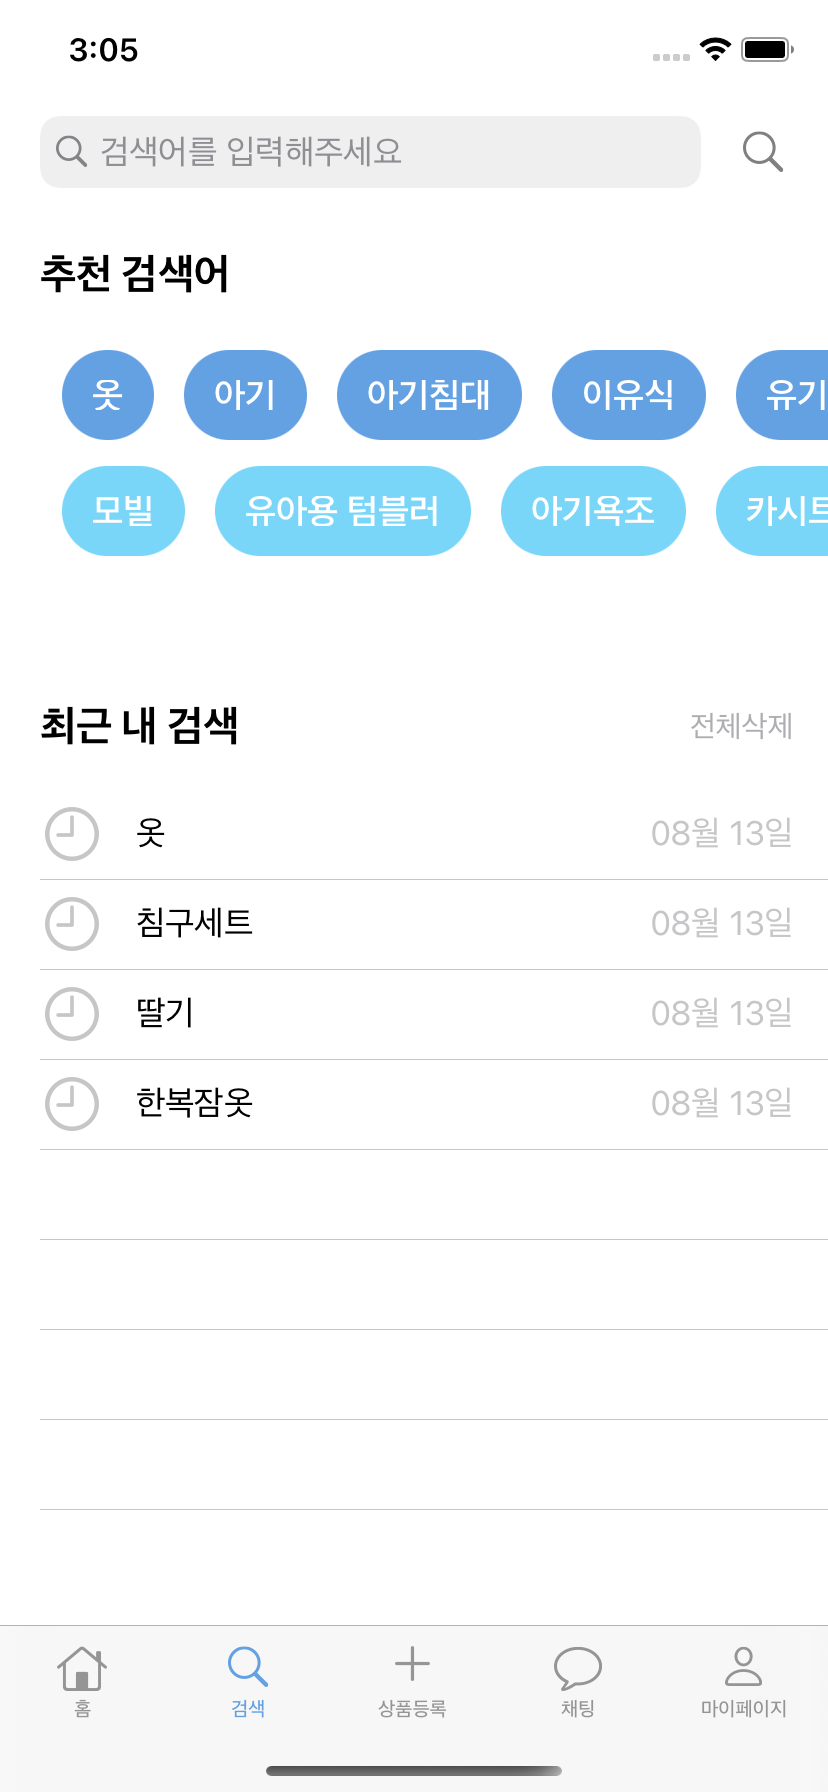 3:05
검색어를 입력해주세요
추천 검색어
옷 아기 아기침대 이유식 유기
모빌 유아용 텀블러 아기욕조 카시트
최근 내 검색 전체삭제
옷 08월 13일
침구세트 08월 13일
딸기 08월 13일
한복잠옷 08월 13일
홈 검색 상품등록 채팅 마이페이지